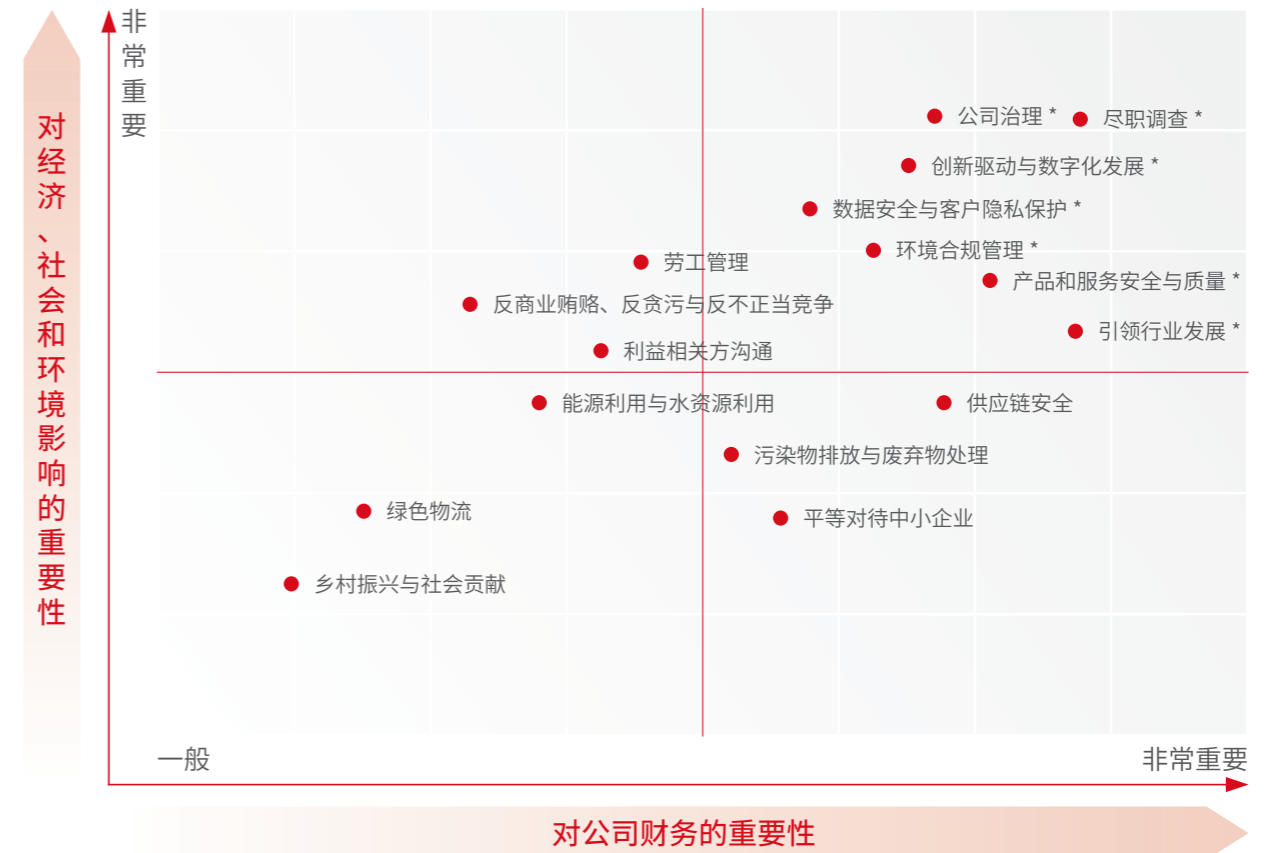 对经济、社会和环境影响的重要性
非常重要
公司治理 *
尽职调查 *
创新驱动与数字化发展 *
数据安全与客户隐私保护 *
环境合规管理 *
劳工管理
产品和服务安全与质量 *
反商业贿赂、反贪污与反不正当竞争
引领行业发展 *
利益相关方沟通
能源利用与水资源利用
供应链安全
污染物排放与废弃物处理
绿色物流
平等对待中小企业
乡村振兴与社会贡献
一般
非常重要
对公司财务的重要性